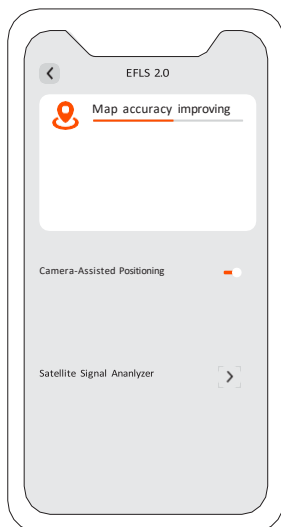 EFLS 2.0
Map accuracy improving
Camera-Assisted Positioning
Satellite Signal Ananlyzer